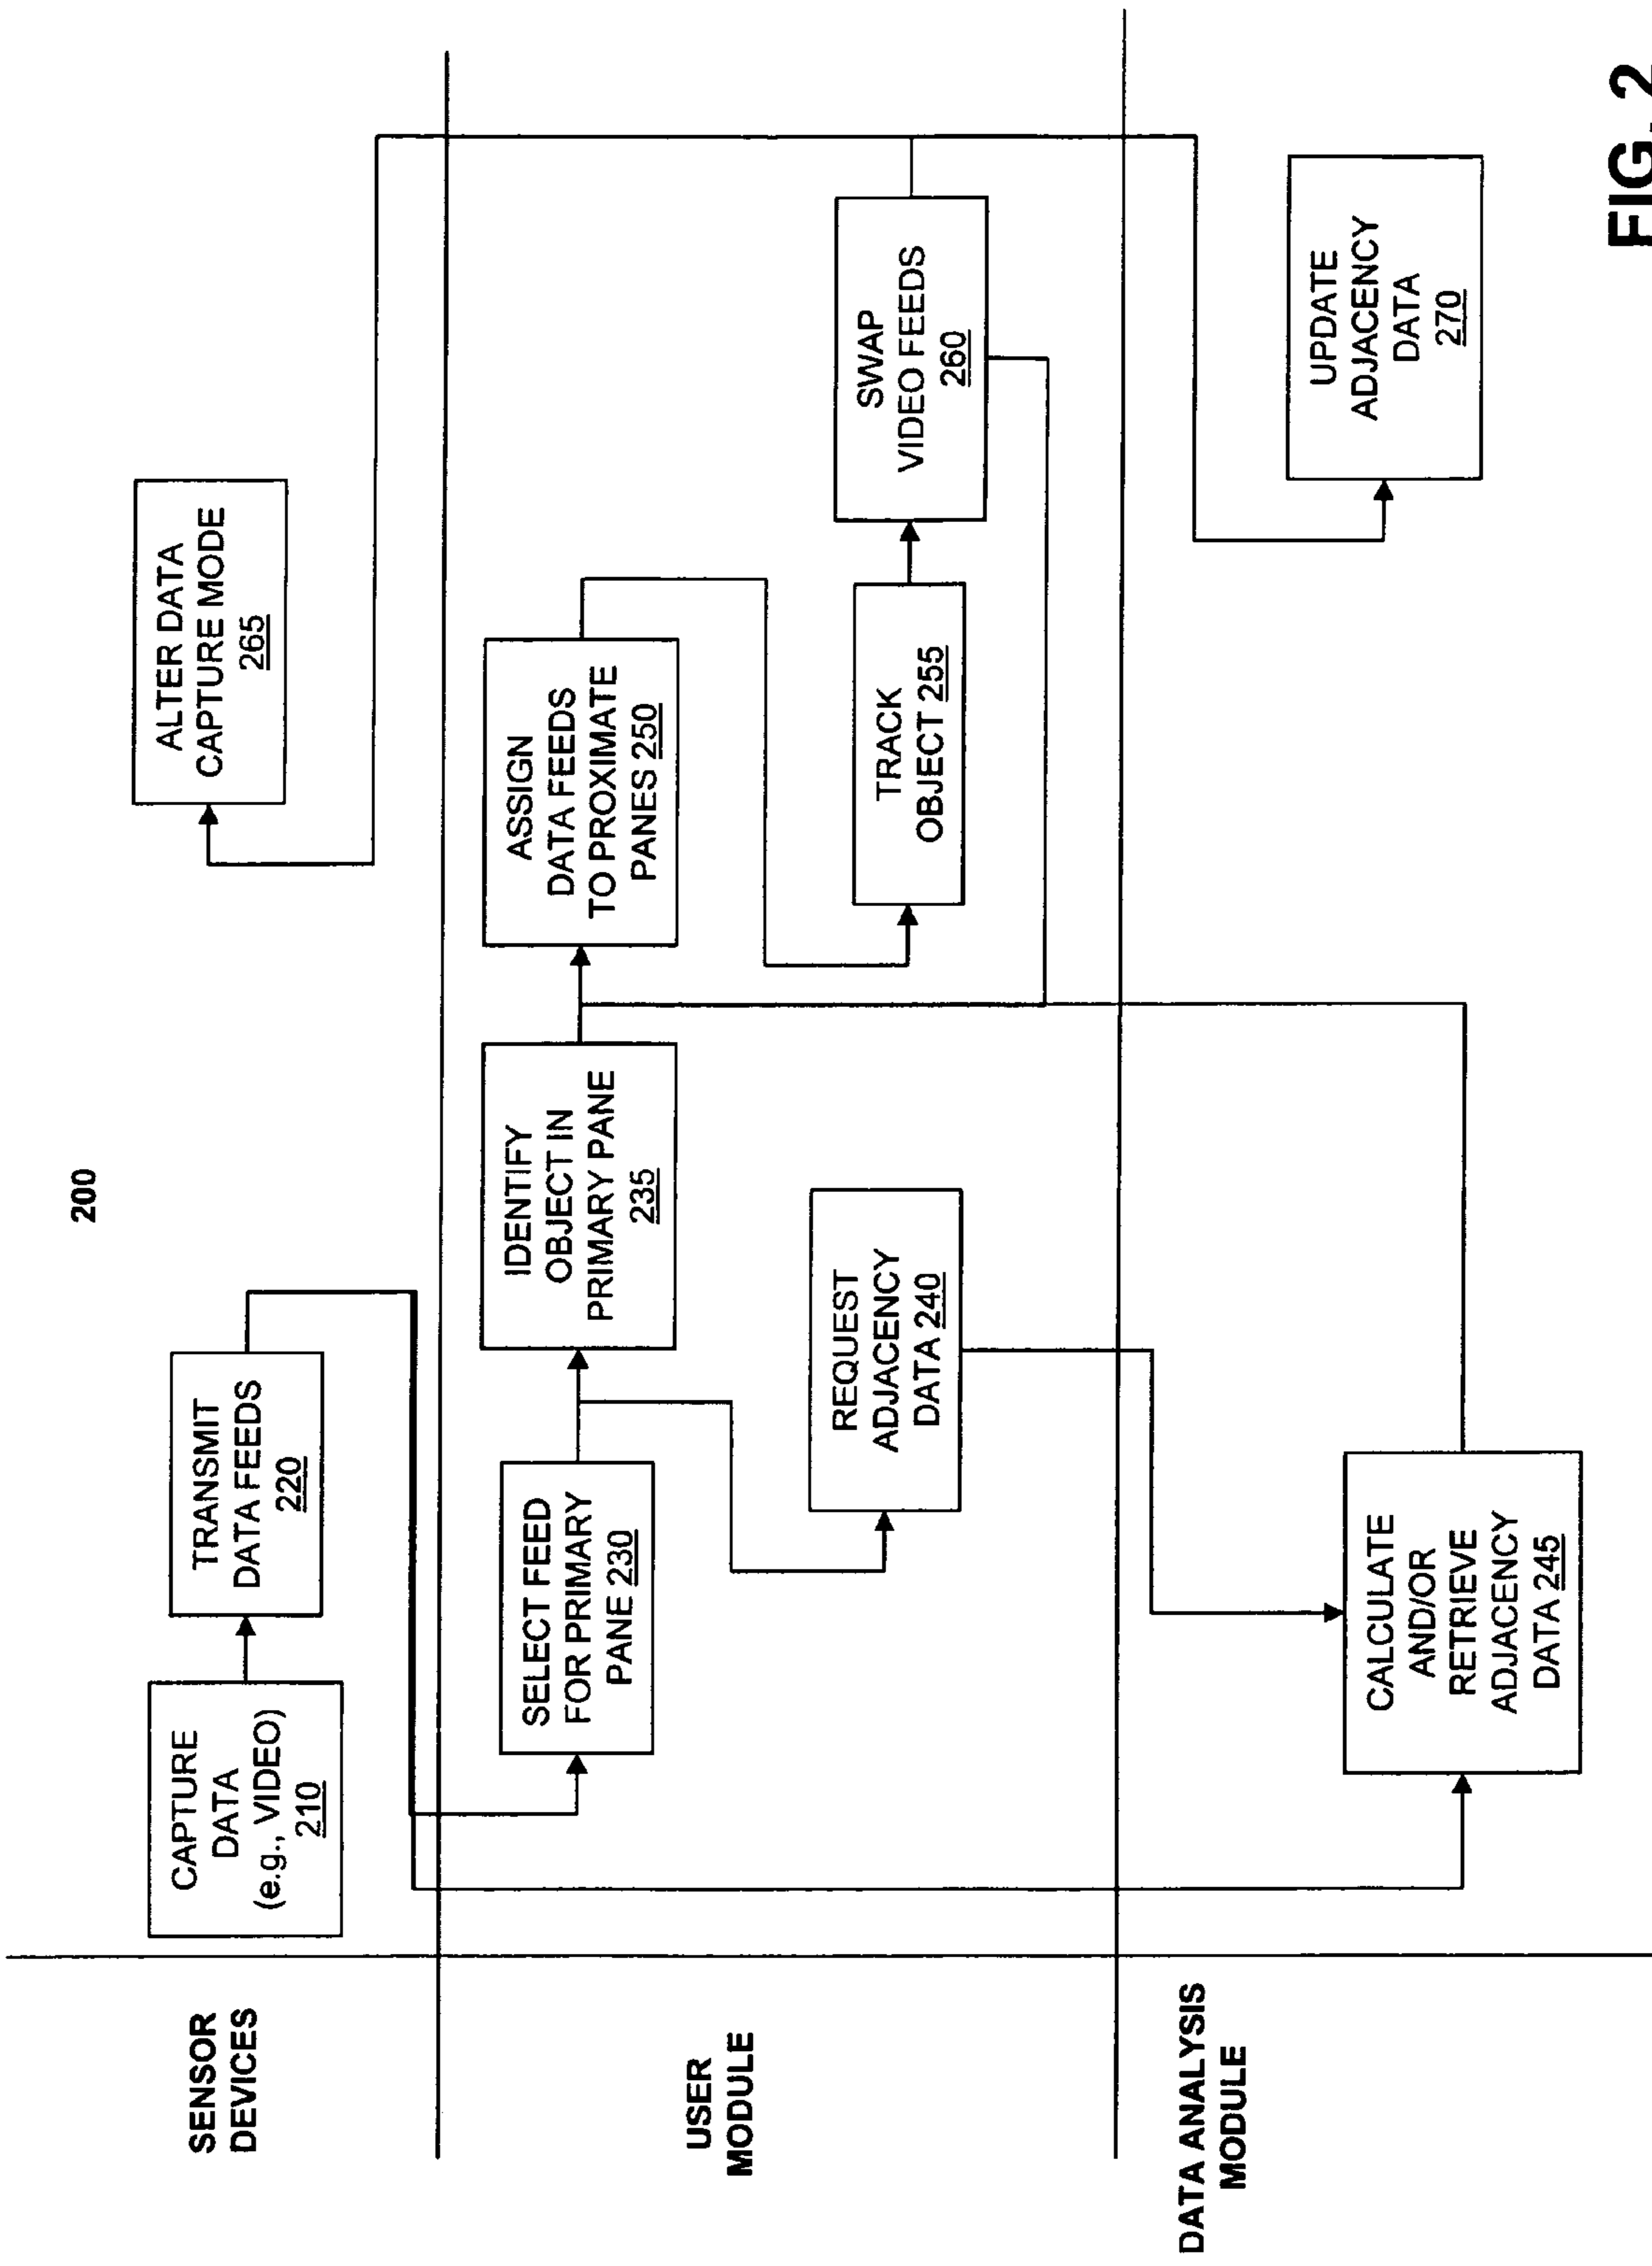 200
SENSOR
DEVICES
CAPTURE
DATA
(e.g., VIDEO)
210
TRANSMIT
DATA FEEDS
220
ALTER DATA
CAPTURE MODE
265
USER
MODULE
SELECT FEED
FOR PRIMARY
PANE 230
IDENTIFY
OBJECT IN
PRIMARY PANE
235
ASSIGN
DATA FEEDS
TO PROXIMATE
PANES 250
REQUEST
ADJACENCY
DATA 240
TRACK
OBJECT 255
SWAP
VIDEO FEEDS
260
DATA ANALYSIS
MODULE
CALCULATE
AND/OR
RETRIEVE
ADJACENCY
DATA 245
UPDATE
ADJACENCY
DATA
270
FIG. 2